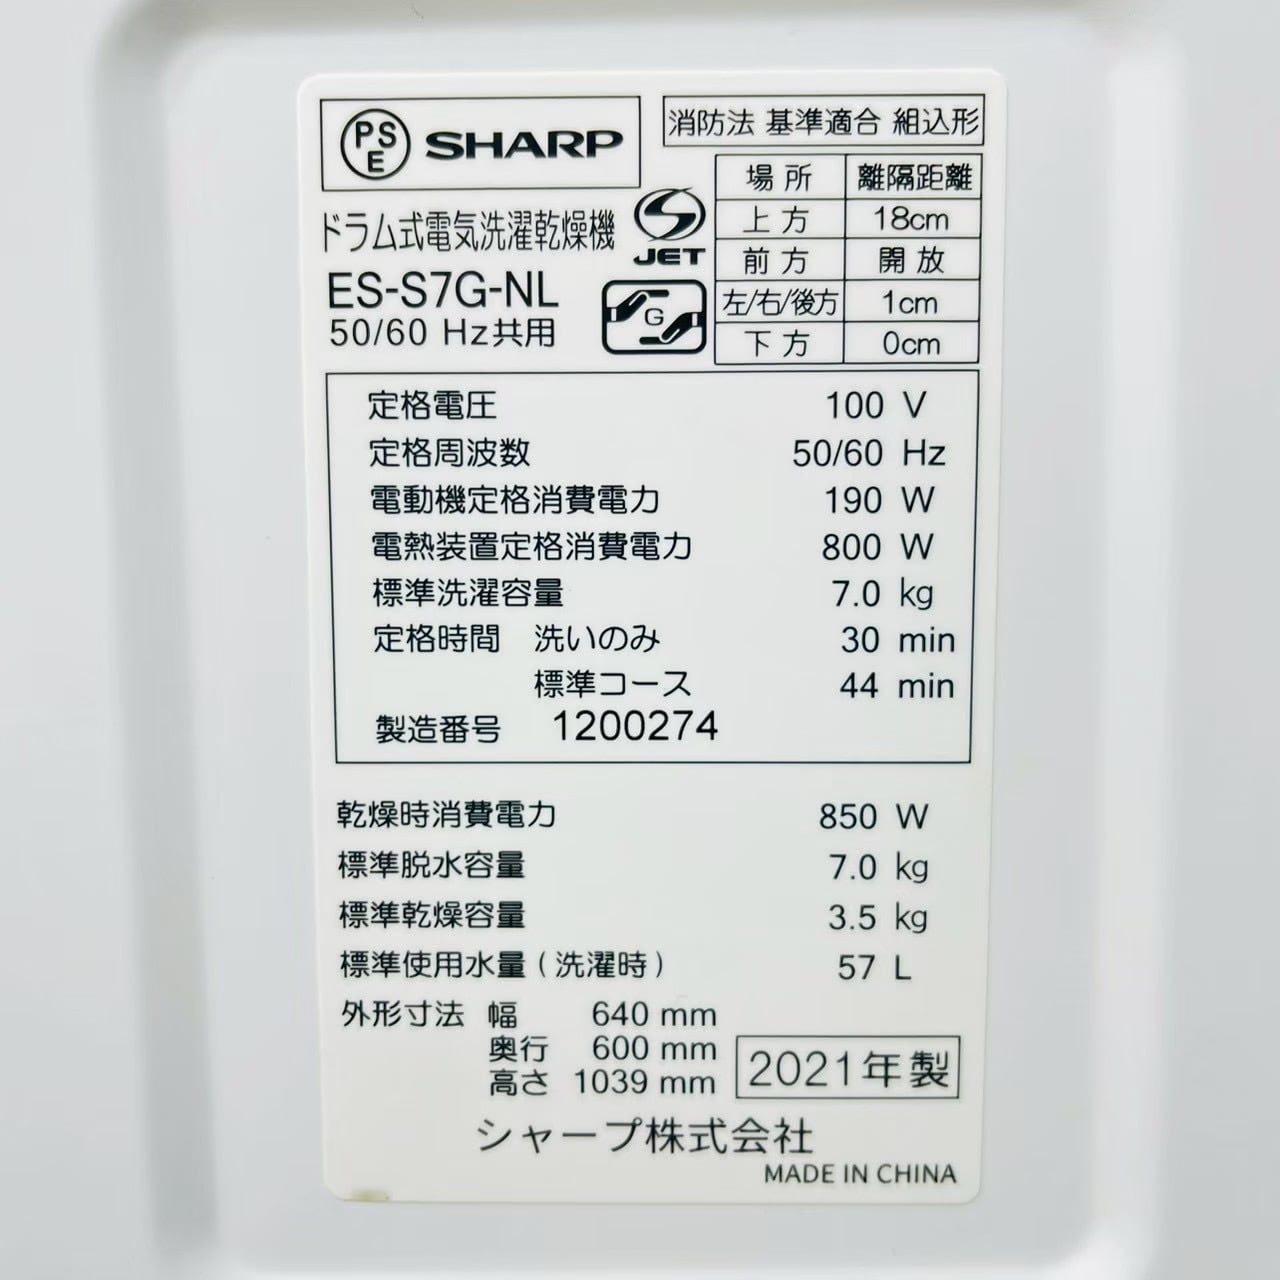 PSE SHARP
消防法 基準適合 組込形
場所 離隔距離
上方 18cm
前方 開放
左/右/後方 1cm
下方 0cm
ドラム式電気洗濯乾燥機
JET
ES-S7G-NL
G
50/60 Hz共用
定格電圧 100 V
定格周波数 50/60 Hz
電動機定格消費電力 190 W
電熱装置定格消費電力 800 W
標準洗濯容量 7.0 kg
定格時間 洗いのみ 30 min
標準コース 44 min
製造番号 1200274
乾燥時消費電力 850 W
標準脱水容量 7.0 kg
標準乾燥容量 3.5 kg
標準使用水量(洗濯時) 57 L
外形寸法 幅 640 mm
奥行 600 mm
高さ 1039 mm
2021年製
シャープ株式会社
MADE IN CHINA